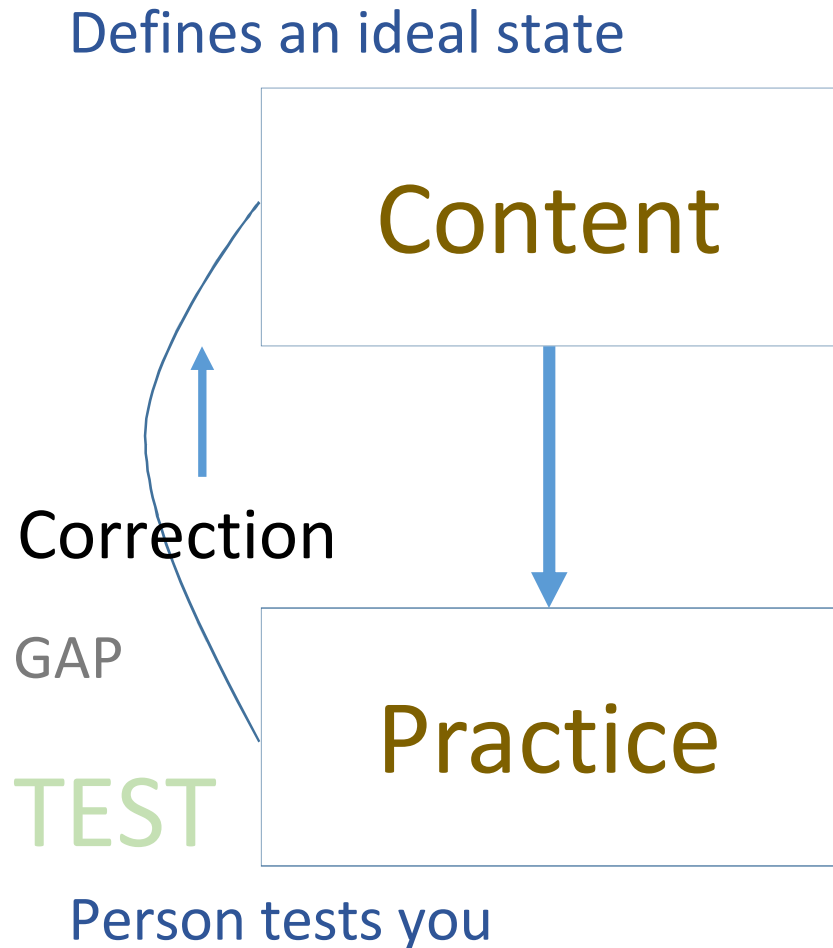 Defines an ideal state
Content
Correction
GAP
Practice
TEST
Person tests you